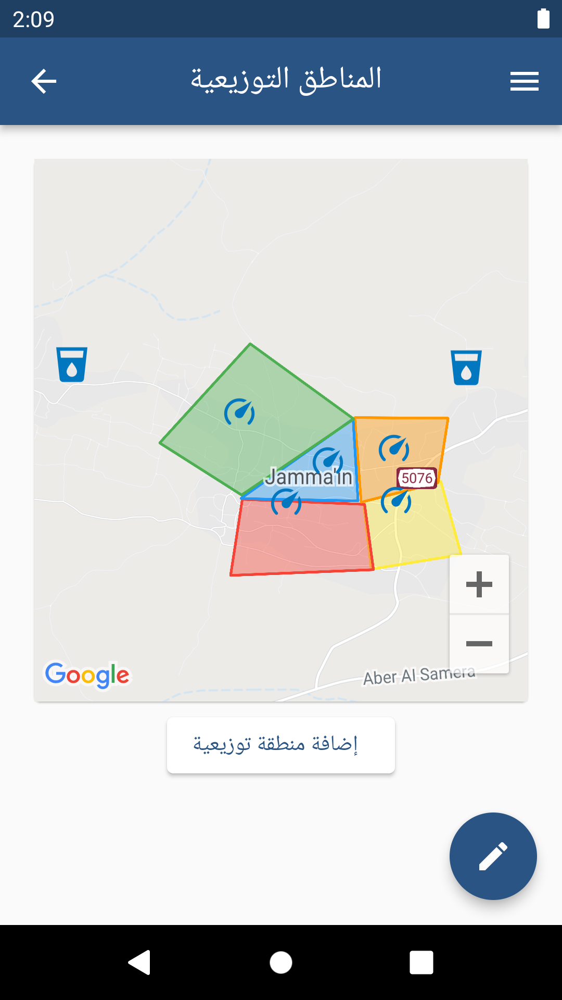 2:09
المناطق التوزيعية
Jamma'in
5076
Google
Aber Al Samera
إضافة منطقة توزيعية